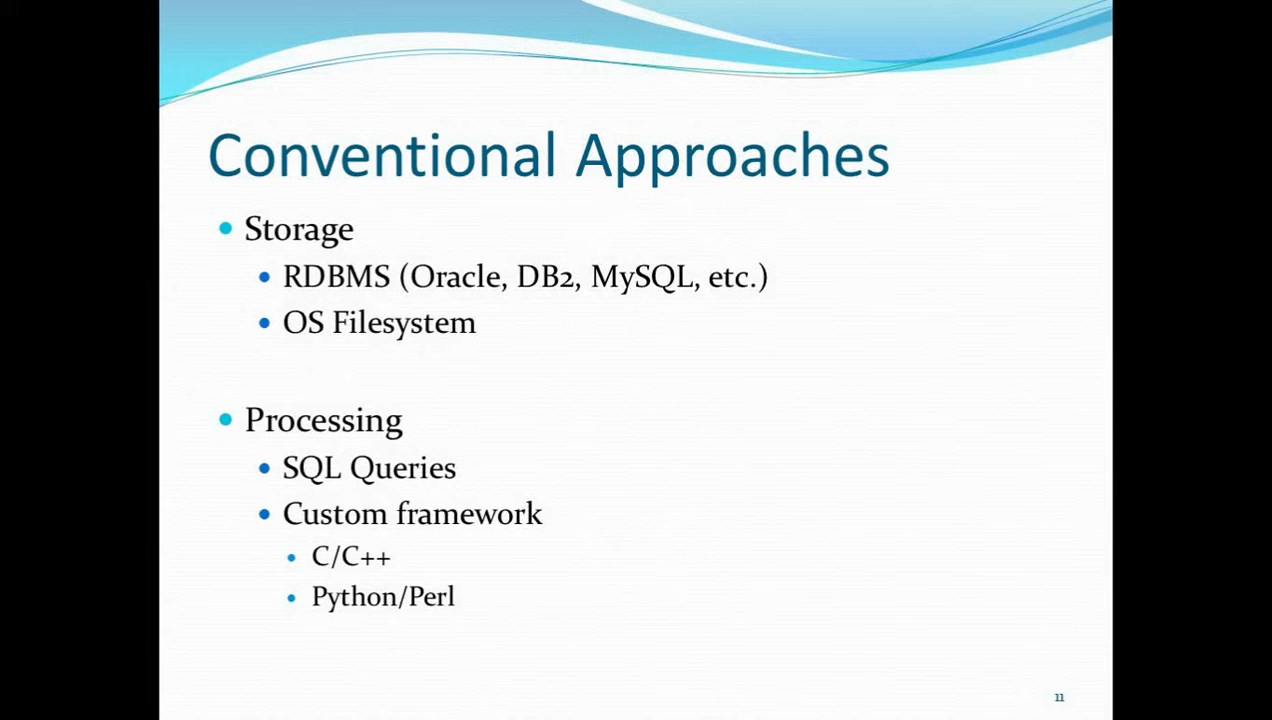 Conventional Approaches
Storage
RDBMS (Oracle, DB2, MySQL, etc.)
OS Filesystem
Processing
SQL Queries
Custom framework
C/C++
Python/Perl
11